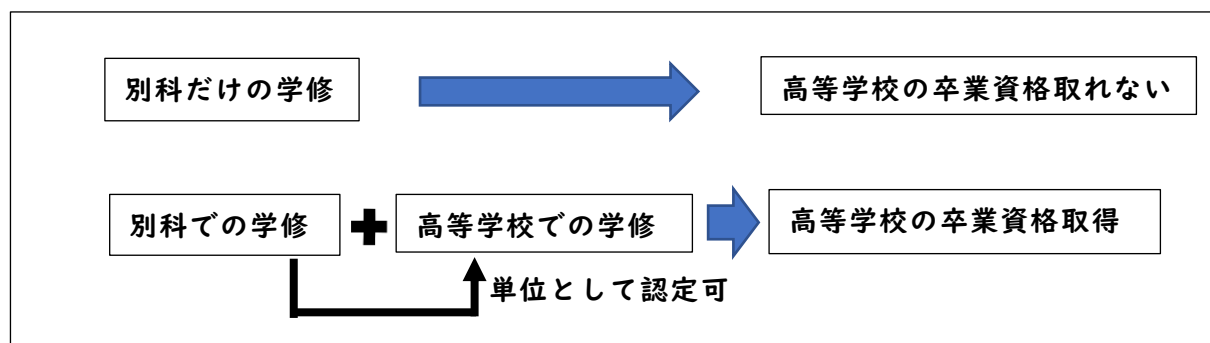 別科だけの学修
高等学校の卒業資格取れない
別科での学修
高等学校での学修
高等学校の卒業資格取得
単位として認定可